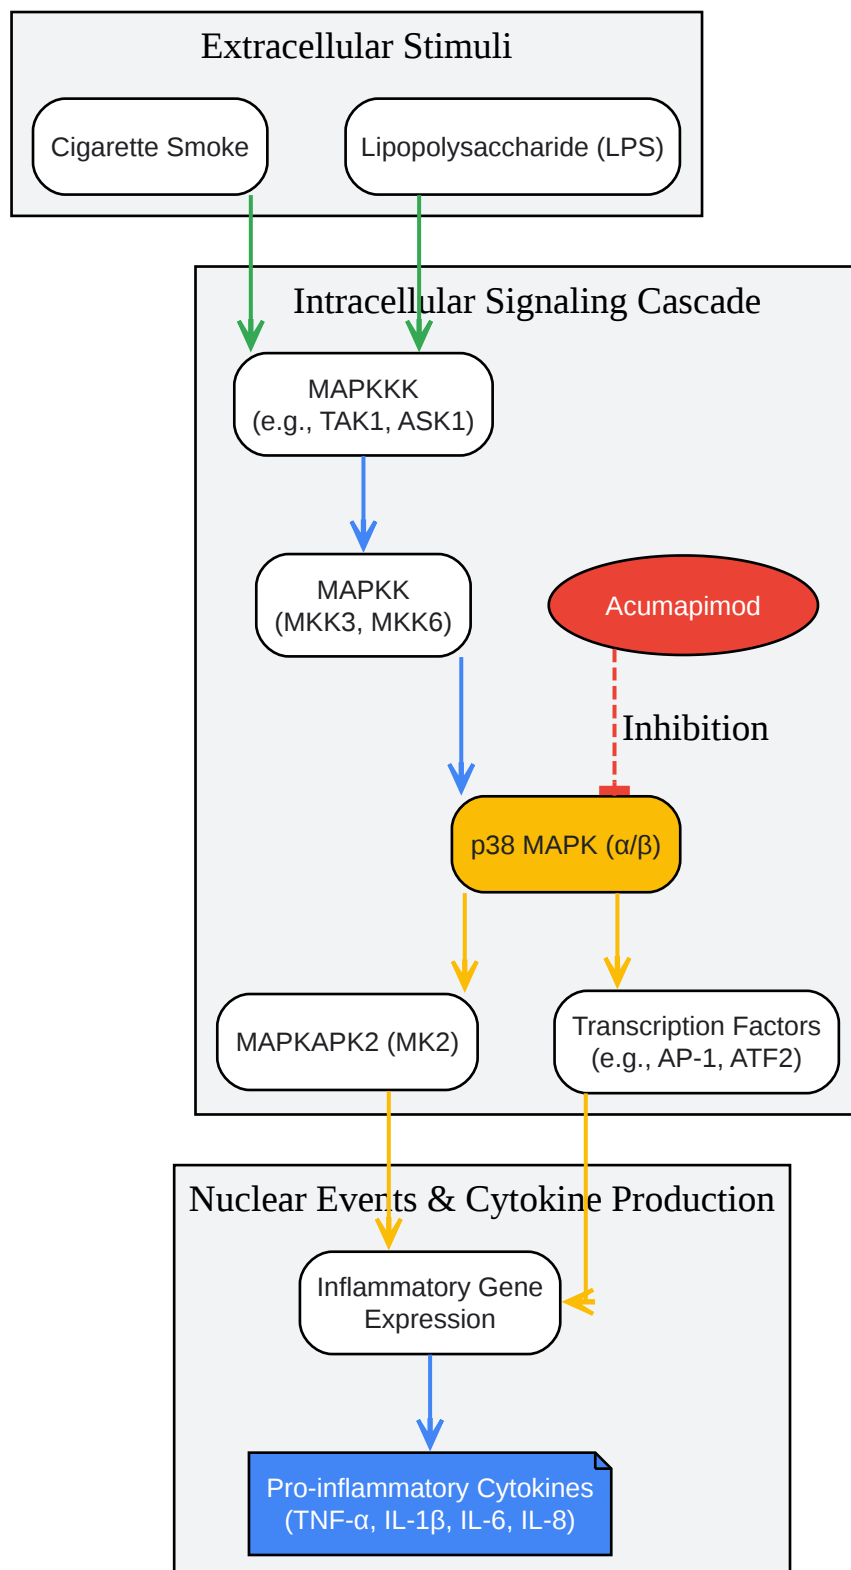 Extracellular Stimuli
Cigarette Smoke
Lipopolysaccharide (LPS)
Intracellular Signaling Cascade
MAPKKK
(e.g., TAK1, ASK1)
MAPKK
(MKK3, MKK6)
Acumapimod
Inhibition
p38 MAPK (α/β)
MAPKAPK2 (MK2)
Transcription Factors
(e.g., AP-1, ATF2)
Nuclear Events & Cytokine Production
Inflammatory Gene
Expression
Pro-inflammatory Cytokines
(TNF-α, IL-1β, IL-6, IL-8)